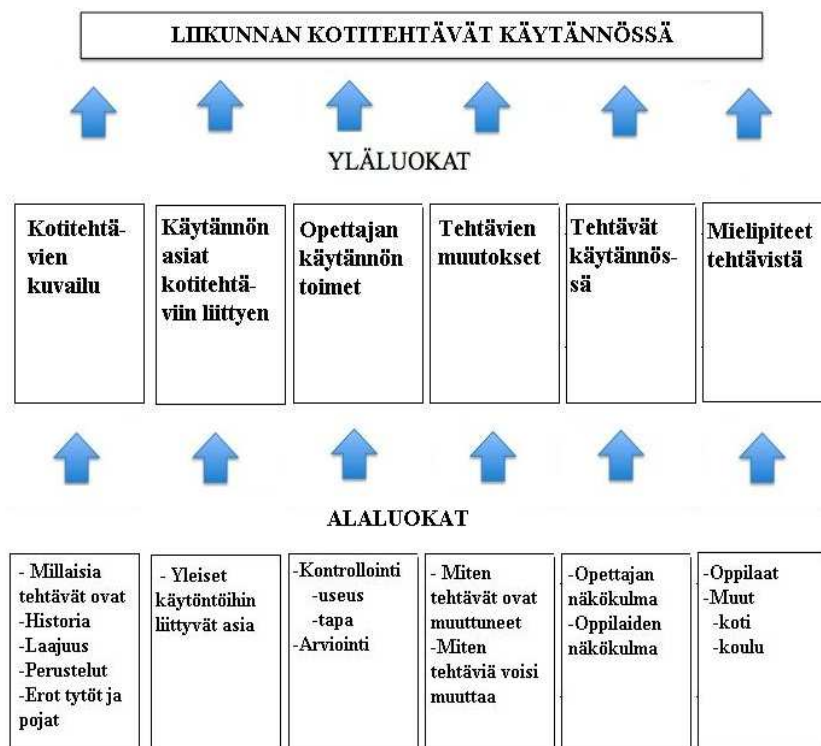 LIIKUNNAN KOTITEHTÄVÄT KÄYTÄNNÖSSÄ
YLÄLUOKAT
Kotitehtä-
vien
kuvailu
Käytännön
asiat
kotitehtä-
viin liittyen
Opettajan
käytännön
toimet
Tehtävien
muutokset
Tehtävät
käytännös-
sä
Mielipiteet
tehtävistä
ALALUOKAT
- Millaisia
tehtävät ovat
-Historia
-Laajuus
-Perustelut
-Erot tytöt ja
pojat
- Yleiset
käytöntöihin
liittyvät asia
-Kontrollointi
-useus
-tapa
-Arviointi
- Miten
tehtävät ovat
muuttuneet
-Miten
tehtäviä voisi
muuttaa
-Opettajan
näkökulma
-Oppilaiden
näkökulma
-Oppilaat
-Muut
-koti
-koulu